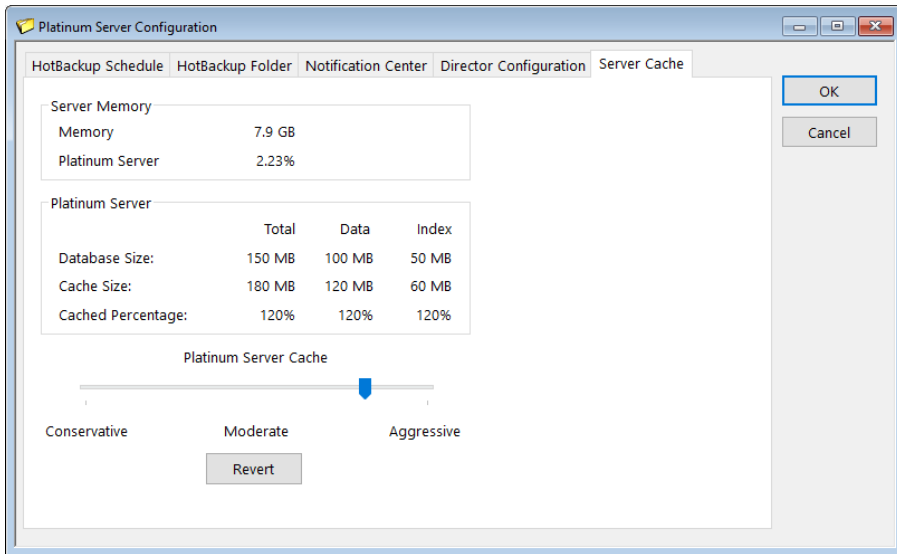 Platinum Server Configuration
HotBackup Schedule HotBackup Folder Notification Center Director Configuration Server Cache
OK
Cancel
Server Memory
Memory 7.9 GB
Platinum Server 2.23%
Platinum Server
Total Data Index
Database Size: 150 MB 100 MB 50 MB
Cache Size: 180 MB 120 MB 60 MB
Cached Percentage: 120% 120% 120%
Platinum Server Cache
Conservative Moderate Aggressive
Revert